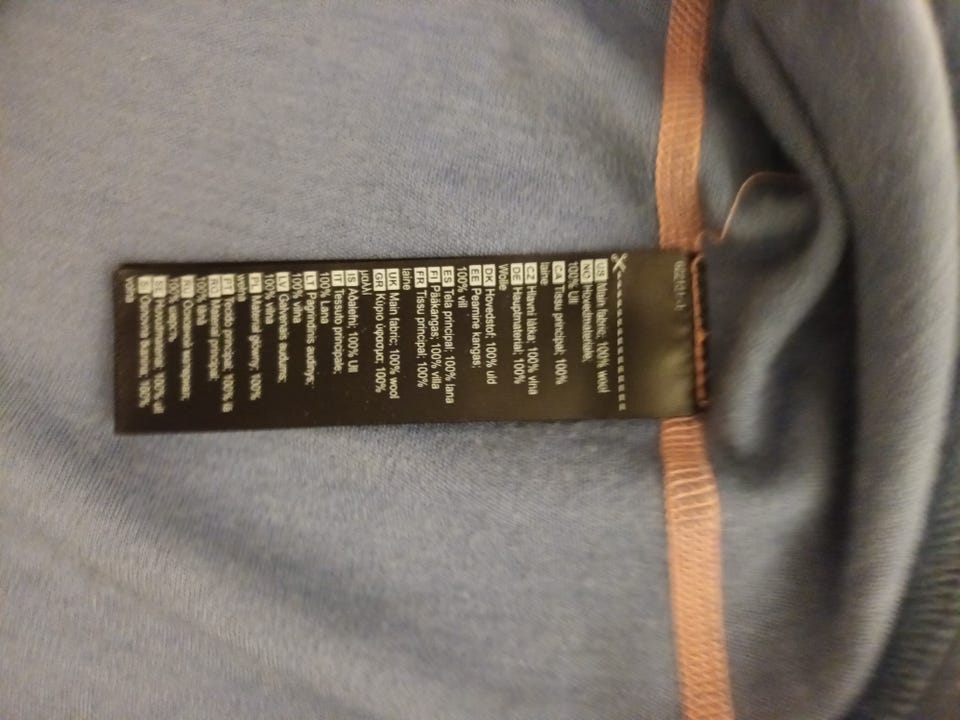 US Main fabric; 100% wool
NO Hovedmateriale;
100% Ull
CA Tissu principal; 100%
laine
CZ Hlavní látka; 100% vlna
DE Hauptmaterial; 100%
Wolle
DK Hovedstof; 100% uld
EE Peamine kangas;
100% vill
ES Tela principal; 100% lana
FI Pääkangas; 100% villa
FR Tissu principal; 100%
laine
UK Main fabric; 100% wool
GR Κύριο ύφασμα; 100%
μαλλί
IS Aðalefni; 100% Ull
IT Tessuto principale;
100% Lana
LT Pagrindinis audinys;
100% vilna
LV Galvenais audums;
100% vilna
PL Materiał główny; 100%
wełna
PT Tecido principal; 100% lã
RO Material principal;
100% lână
RU Основной материал;
100% шерсть
SE 100% ull
100%
volna